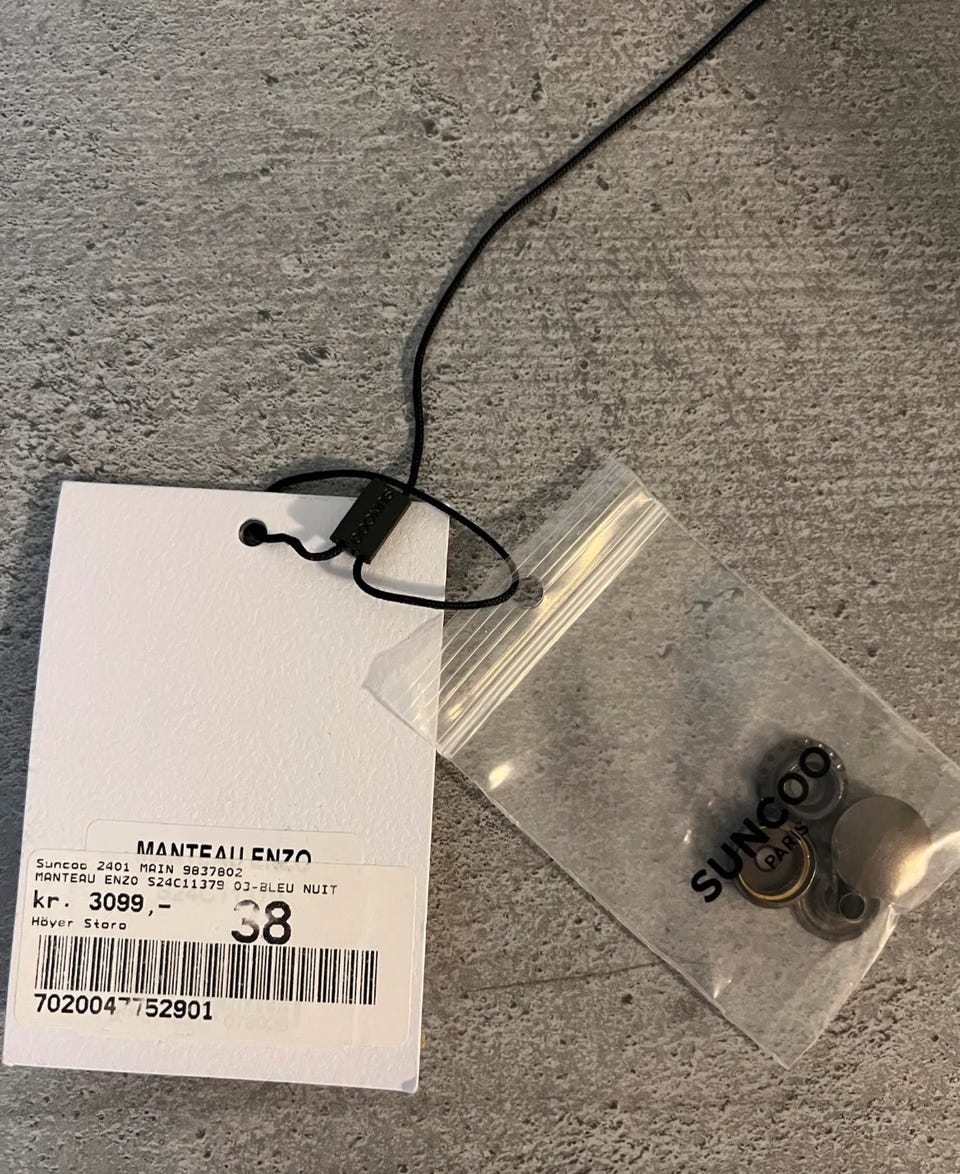 SUNCOO
MANTEAU ENZO
Suncoo 2401 MAIN 9837802
MANTEAU ENZO S24C11379 03-BLEU NUIT
kr. 3099,-
38
Höyer Storo
7020047752901
SUNCOO
PARIS